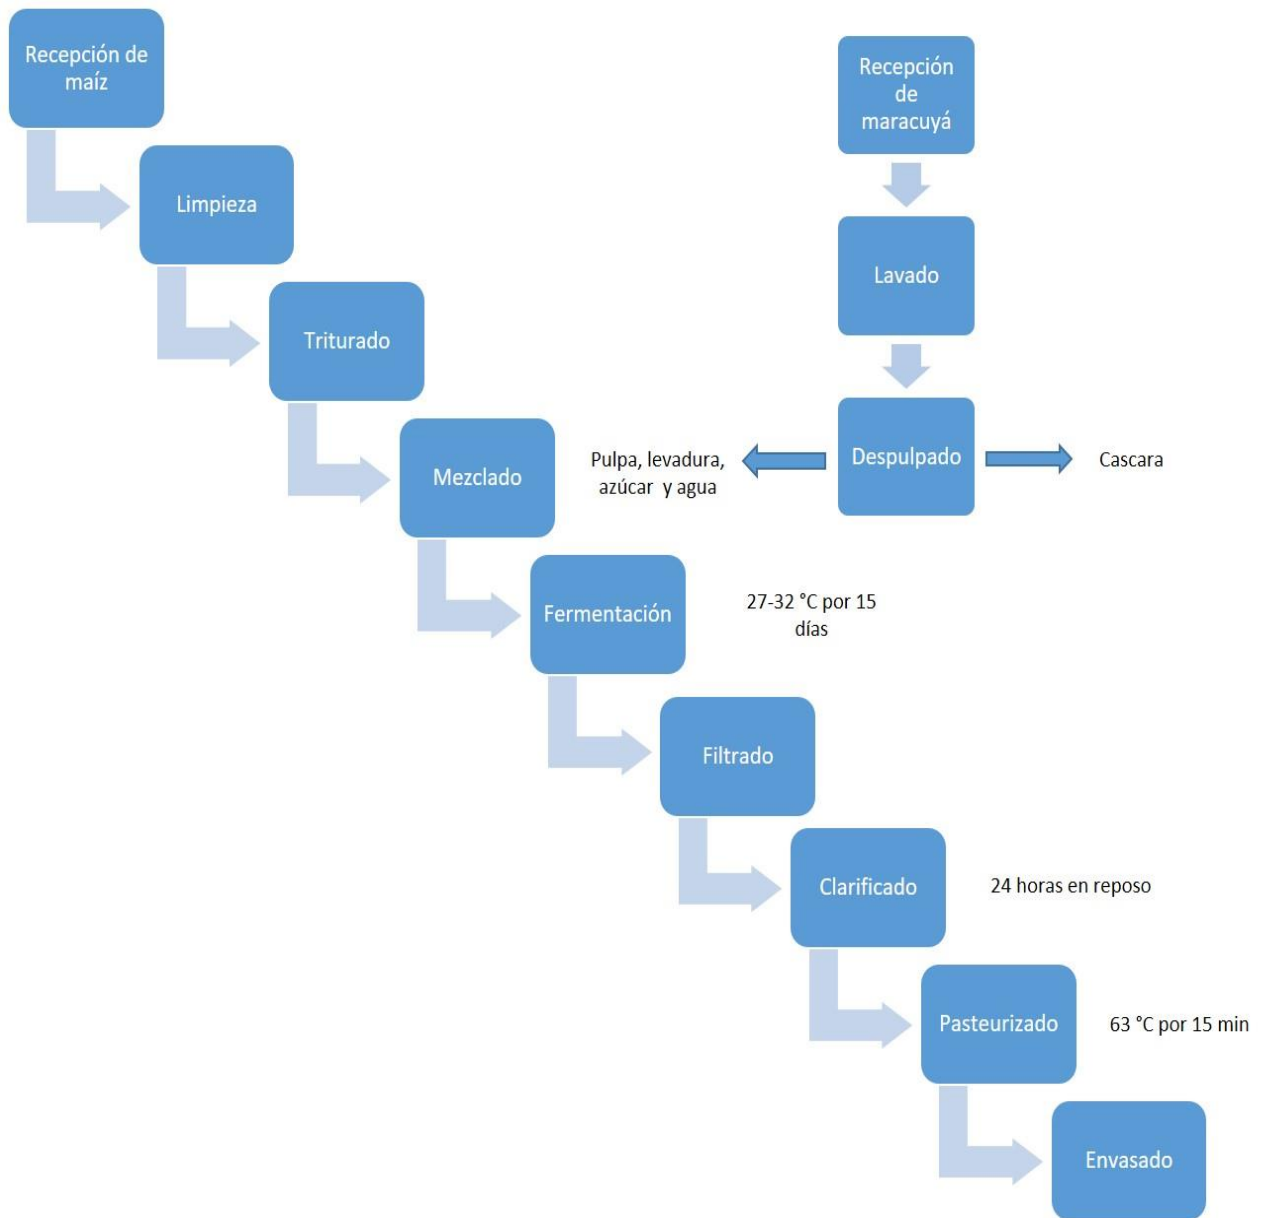 Recepción de
maíz
Recepción
de
maracuyá
Limpieza
Lavado
Triturado
Mezclado
Pulpa, levadura,
azúcar y agua
Despulpado
Cascara
Fermentación
27-32 °C por 15
días
Filtrado
Clarificado
24 horas en reposo
Pasteurizado
63 °C por 15 min
Envasado